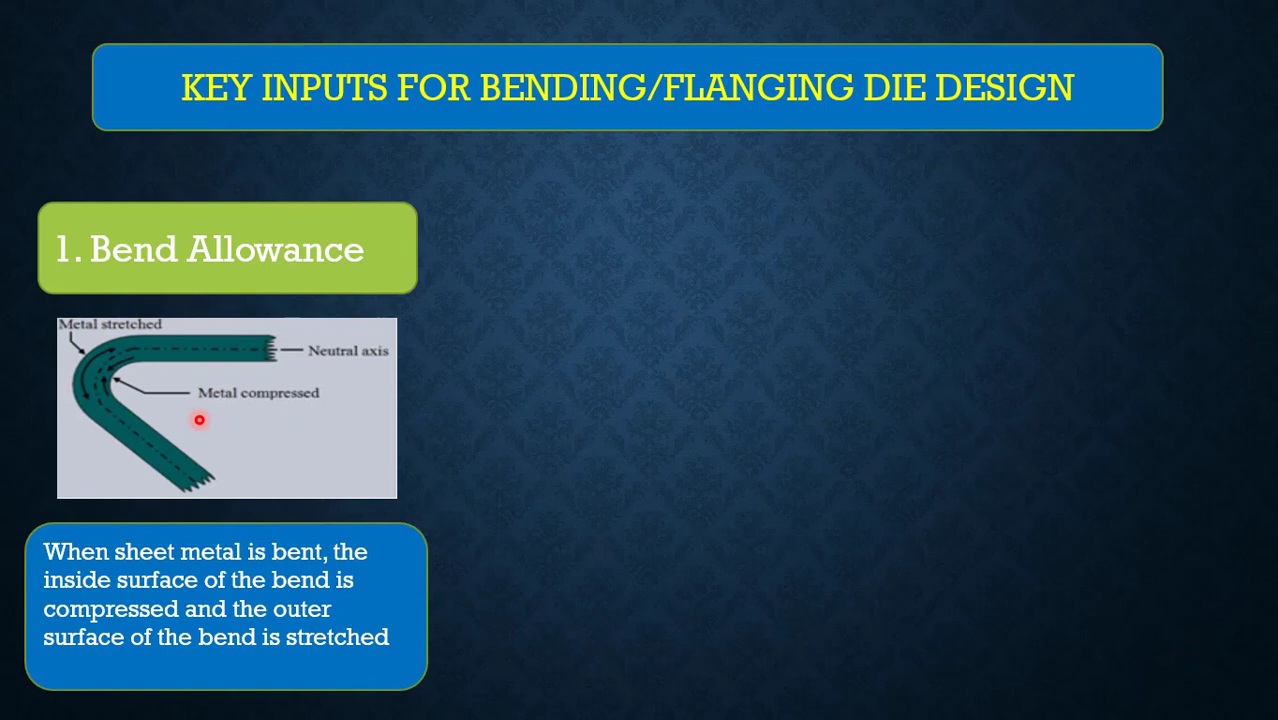 KEY INPUTS FOR BENDING/FLANGING DIE DESIGN
1. Bend Allowance
Metal stretched
Neutral axis
Metal compressed
When sheet metal is bent, the
inside surface of the bend is
compressed and the outer
surface of the bend is stretched